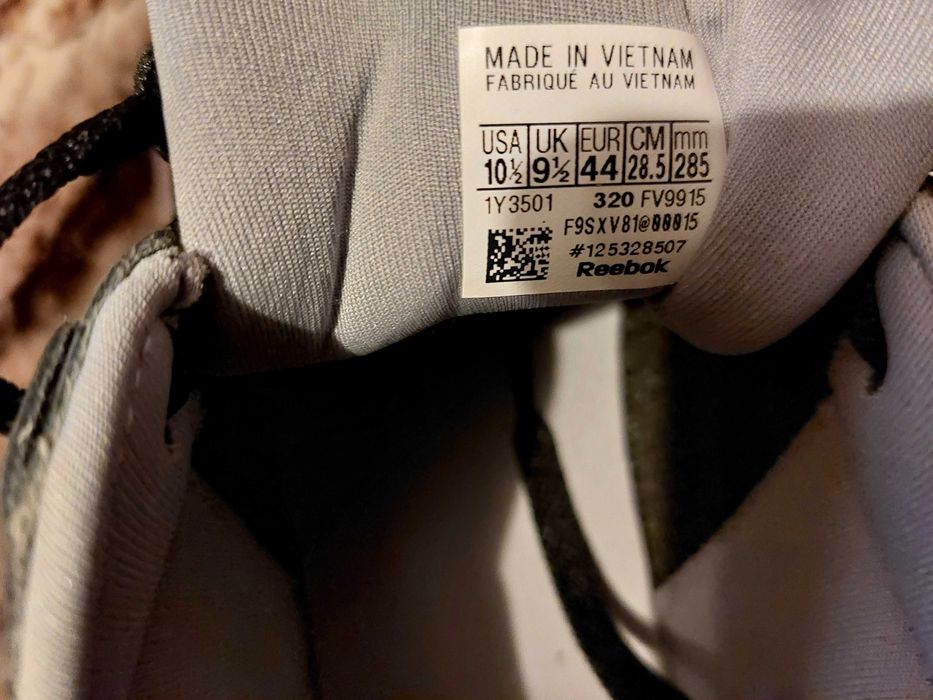 MADE IN VIETNAM
FABRIQUÉ AU VIETNAM
USA UK EUR CM mm
10½ 9½ 44 28.5 285
1Y3501 320 FV9915
F9SXV81@00015
#125328507
Reebok